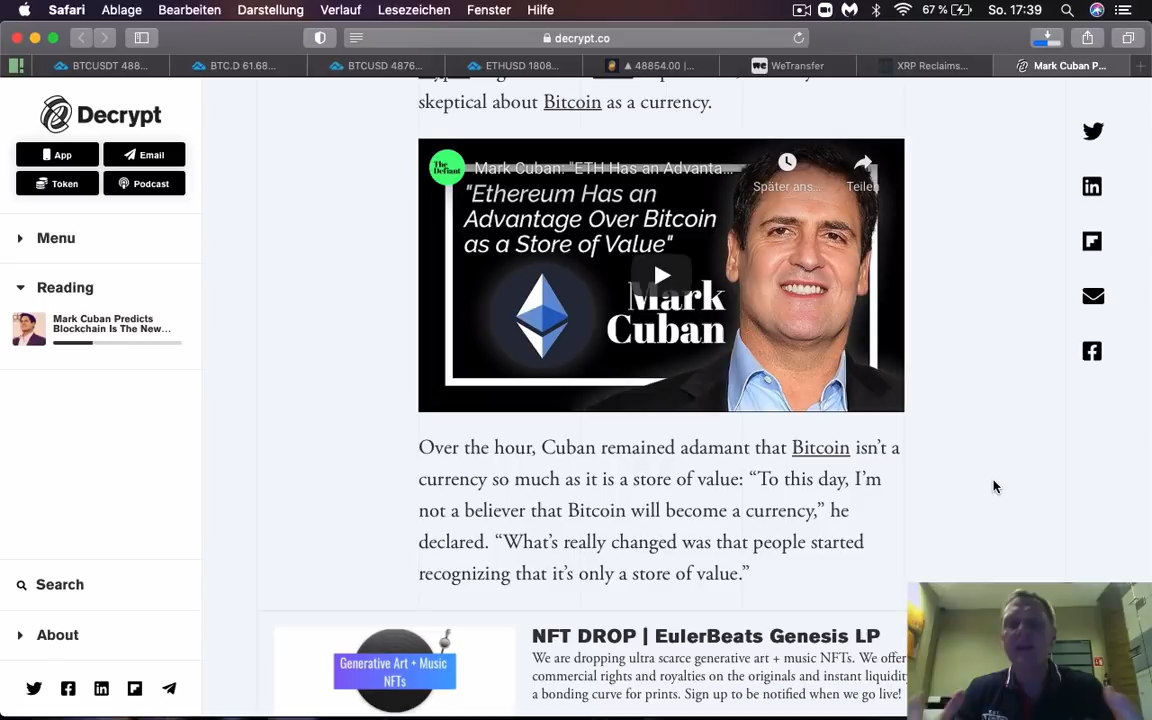 Safari Ablage Bearbeiten Darstellung Verlauf Lesezeichen Fenster Hilfe 67 % So. 17:39
decrypt.co
BTCUSDT 488... BTC.D 61.68... BTCUSD 4876... ETHUSD 1808... ▲ 48854.00 |... WeTransfer XRP Reclaims... Mark Cuban P...
Decrypt
App Email
Token Podcast
Menu
Reading
Mark Cuban Predicts
Blockchain Is The New...
Search
About
skeptical about Bitcoin as a currency.
The Defiant
Mark Cuban: "ETH Has an Advanta...
Später ans... Teilen
"Ethereum Has an
Advantage Over Bitcoin
as a Store of Value"
Mark
Cuban
Over the hour, Cuban remained adamant that Bitcoin isn’t a
currency so much as it is a store of value: “To this day, I’m
not a believer that Bitcoin will become a currency,” he
declared. “What’s really changed was that people started
recognizing that it’s only a store of value.”
Generative Art + Music
NFTs
NFT DROP | EulerBeats Genesis LP
We are dropping ultra scarce generative art + music NFTs. We offer
commercial rights and royalties on the originals and instant liquidity
a bonding curve for prints. Sign up to be notified when we go live!